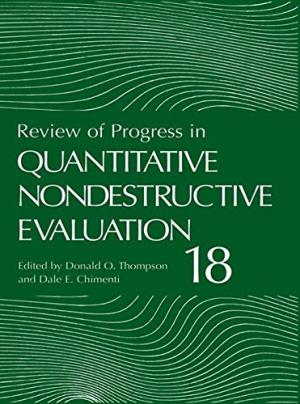 Review of Progress in
QUANTITATIVE
NONDESTRUCTIVE
EVALUATION 18
Edited by Donald O. Thompson
and Dale E. Chimenti